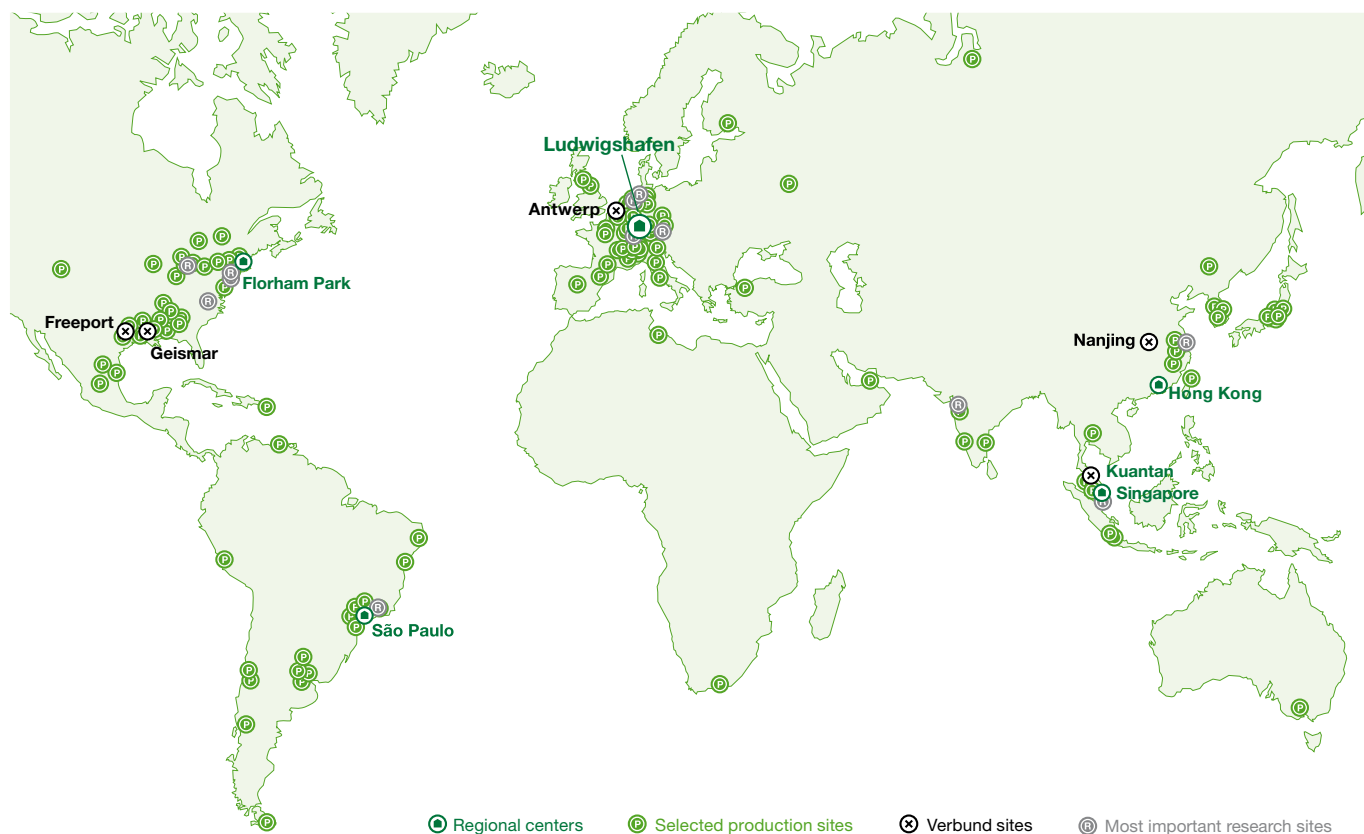 Ludwigshafen
Antwerp
Florham Park
Freeport
Geismar
Nanjing
Hong Kong
Kuantan
Singapore
São Paulo
Regional centers
P Selected production sites
Verbund sites
R Most important research sites